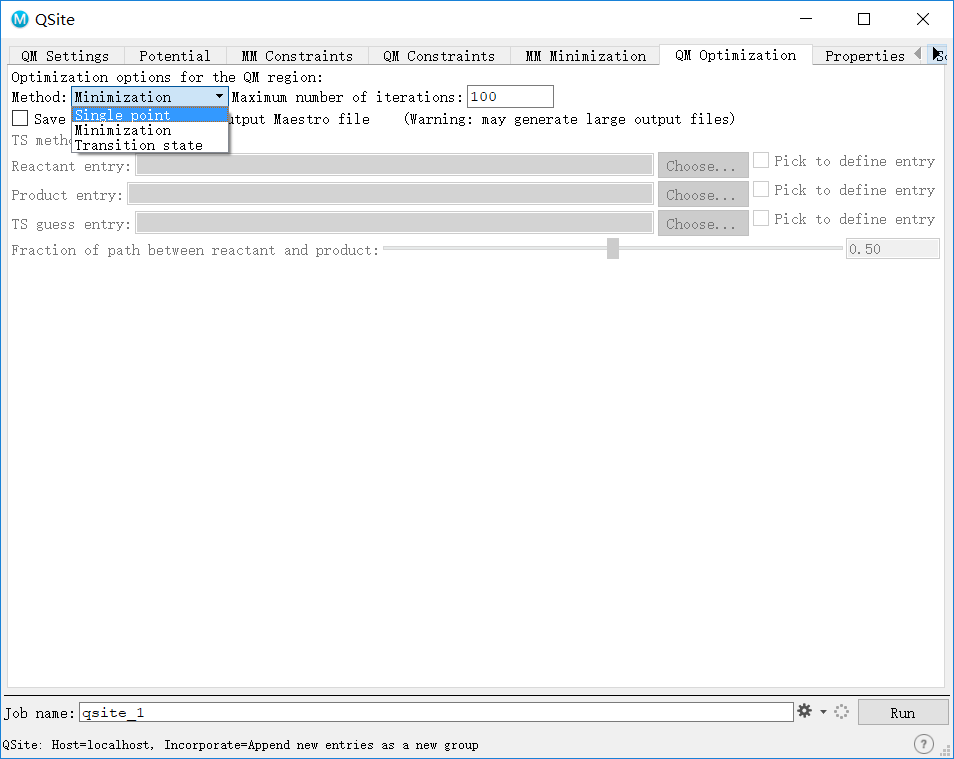 QSite
QM Settings Potential MM Constraints QM Constraints MM Minimization QM Optimization Properties
Optimization options for the QM region:
Method: Minimization Maximum number of iterations: 100
Single point
Save utput Maestro file (Warning: may generate large output files)
Minimization
TS meth
Transition state
Reactant entry: Choose... Pick to define entry
Product entry: Choose... Pick to define entry
TS guess entry: Choose... Pick to define entry
Fraction of path between reactant and product: 0.50
Job name: qsite_1 Run
QSite: Host=localhost, Incorporate=Append new entries as a new group ?